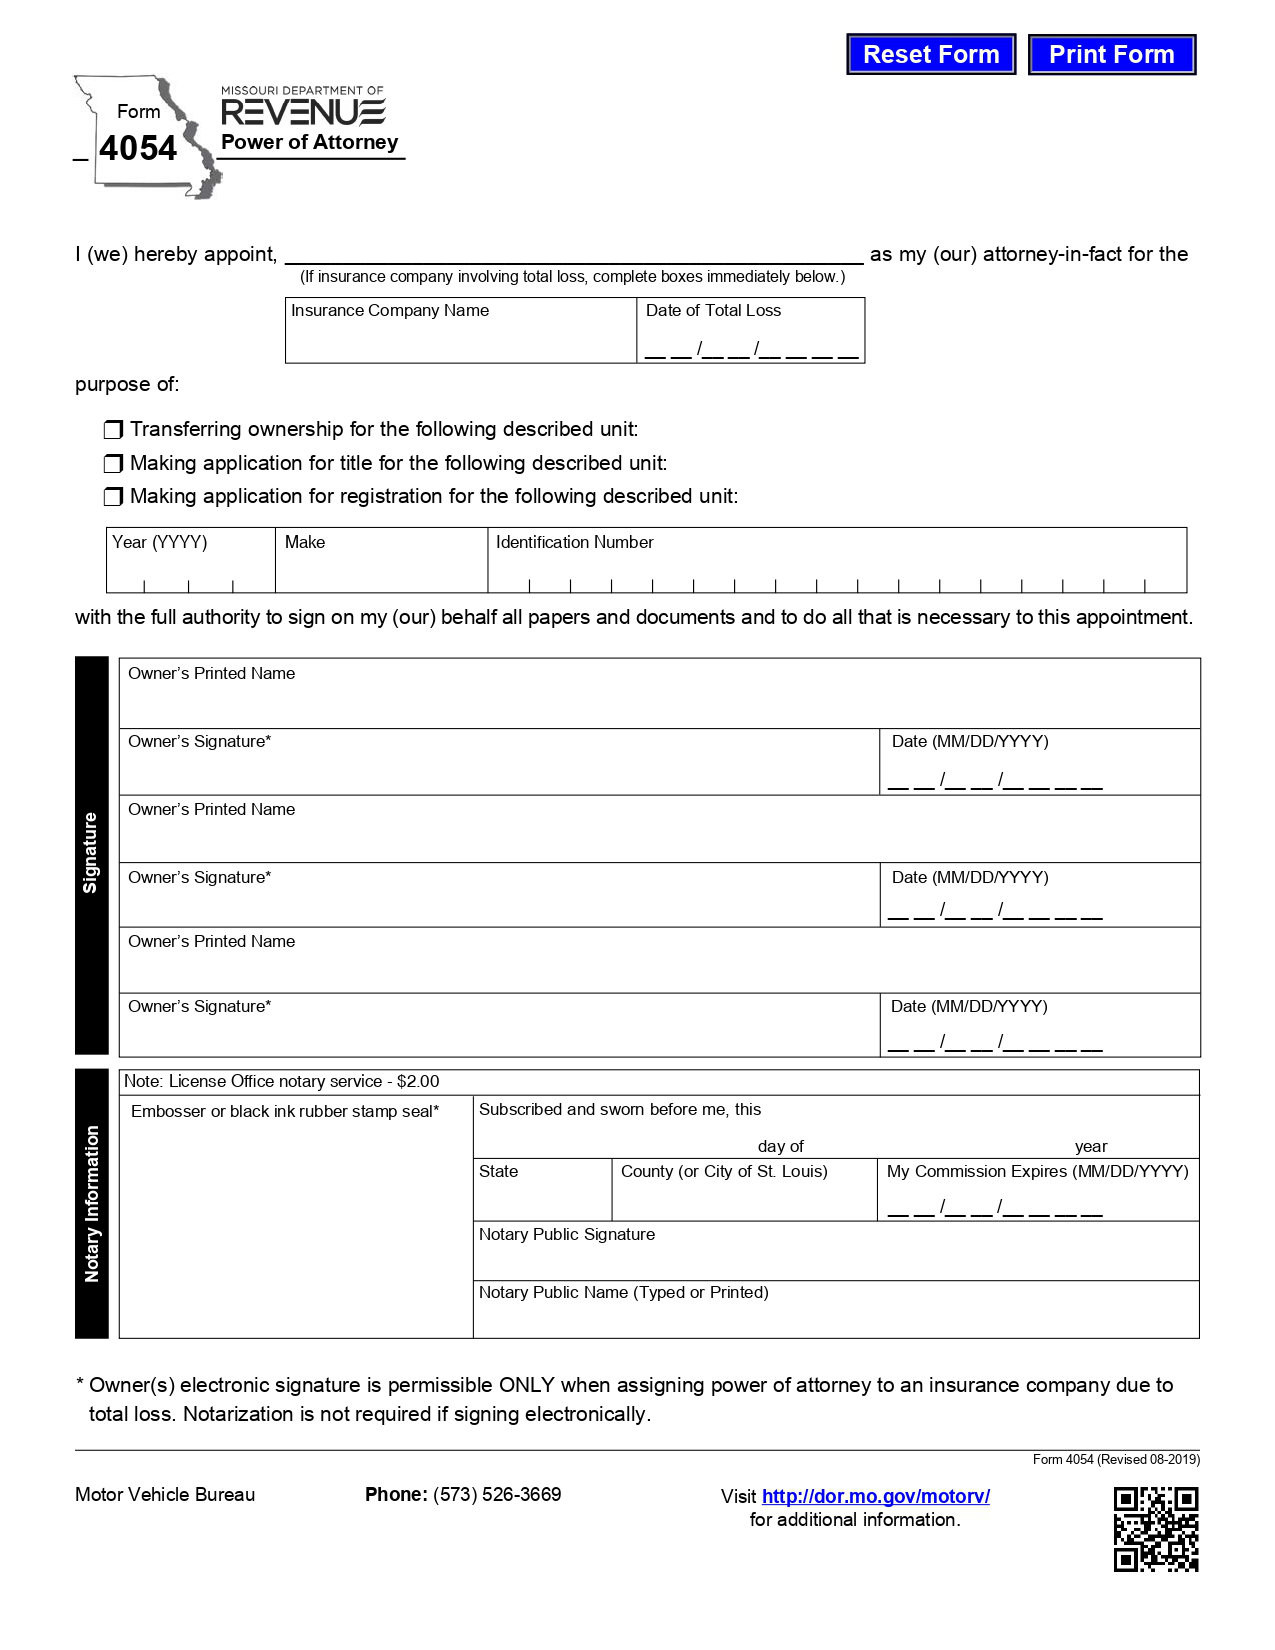 Reset Form Print Form
Form
4054
MISSOURI DEPARTMENT OF
REVENUE
Power of Attorney
I (we) hereby appoint, ______ as my (our) attorney-in-fact for the
(If insurance company involving total loss, complete boxes immediately below.)
Insurance Company Name Date of Total Loss
__ __ /__ __ /__ __ __ __
purpose of:
❒ Transferring ownership for the following described unit:
❒ Making application for title for the following described unit:
❒ Making application for registration for the following described unit:
Year (YYYY) Make Identification Number
with the full authority to sign on my (our) behalf all papers and documents and to do all that is necessary to this appointment.
Signature
Owner’s Printed Name
Owner’s Signature* Date (MM/DD/YYYY)
__ __ /__ __ /__ __ __ __
Owner’s Printed Name
Owner’s Signature* Date (MM/DD/YYYY)
__ __ /__ __ /__ __ __ __
Owner’s Printed Name
Owner’s Signature* Date (MM/DD/YYYY)
__ __ /__ __ /__ __ __ __
Notary Information
Note: License Office notary service - $2.00
Embosser or black ink rubber stamp seal* Subscribed and sworn before me, this
day of year
State County (or City of St. Louis) My Commission Expires (MM/DD/YYYY)
__ __ /__ __ /__ __ __ __
Notary Public Signature
Notary Public Name (Typed or Printed)
* Owner(s) electronic signature is permissible ONLY when assigning power of attorney to an insurance company due to
total loss. Notarization is not required if signing electronically.
Form 4054 (Revised 08-2019)
Motor Vehicle Bureau Phone: (573) 526-3669 Visit http://dor.mo.gov/motorv/
for additional information.